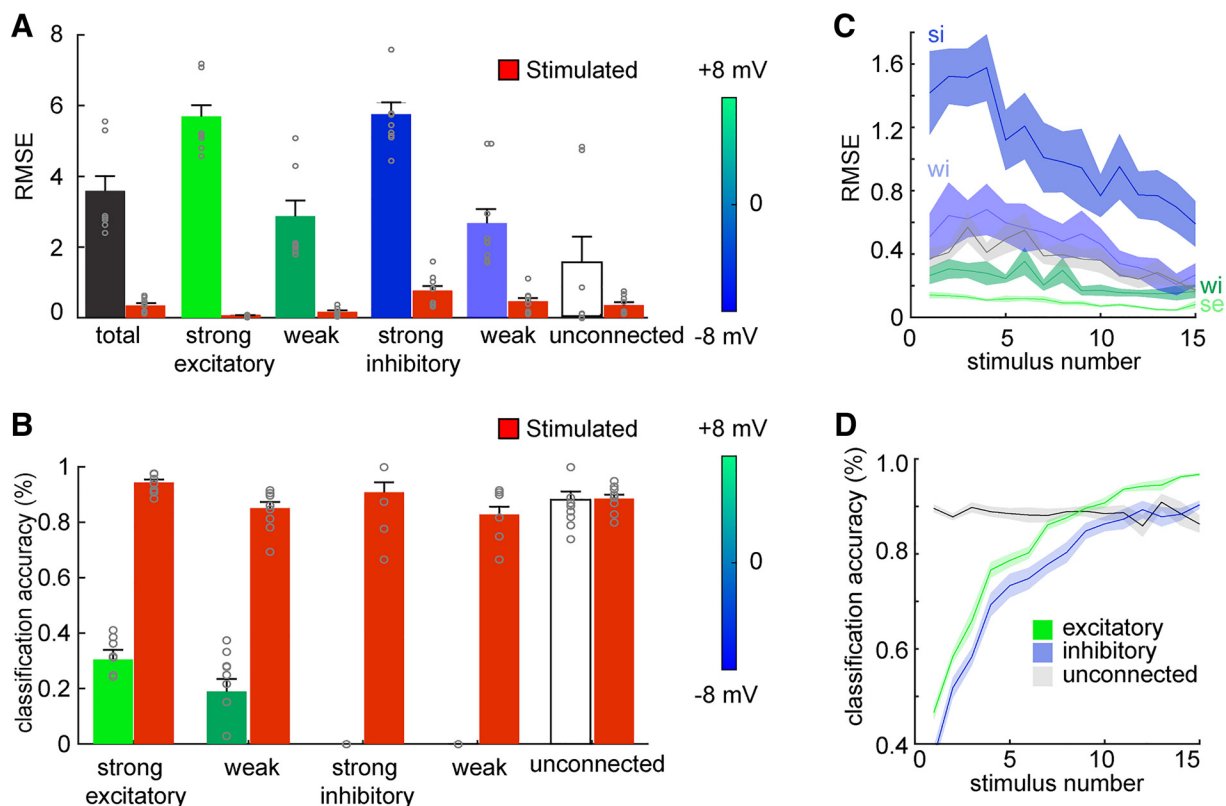 A
8
6
4
2
0
RMSE
Stimulated
+8 mV
0
-8 mV
total
strong
excitatory
weak
strong
inhibitory
weak
unconnected
C
si
wi
wi
se
1.6
1.2
0.8
0.4
0
RMSE
0
5
10
15
stimulus number
B
1
0.8
0.6
0.4
0.2
0
classification accuracy (%)
Stimulated
+8 mV
0
-8 mV
strong
excitatory
weak
strong
inhibitory
weak
unconnected
D
1.0
0.8
0.6
0.4
classification accuracy (%)
excitatory
inhibitory
unconnected
0
5
10
15
stimulus number